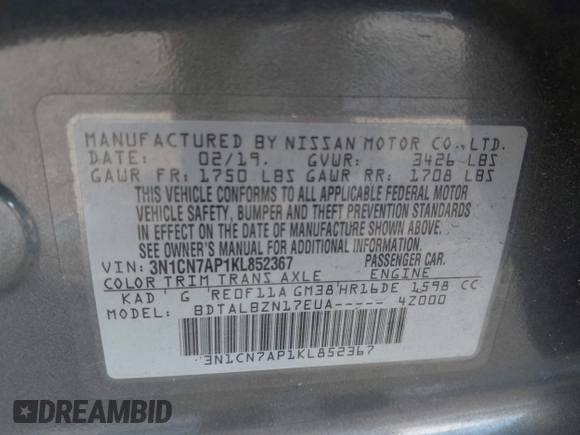 MANUFACTURED BY NISSAN MOTOR CO., LTD.
DATE: 02/19. GVWR: 3426 LBS
GAWR FR: 1750 LBS GAWR RR: 1708 LBS
THIS VEHICLE CONFORMS TO ALL APPLICABLE FEDERAL MOTOR
VEHICLE SAFETY, BUMPER AND THEFT PREVENTION STANDARDS
IN EFFECT ON THE DATE OF MANUFACTURE SHOWN ABOVE.
SEE OWNER'S MANUAL FOR ADDITIONAL INFORMATION.
VIN: 3N1CN7AP1KL852367 PASSENGER CAR.
COLOR TRIM TRANS AXLE ENGINE
KAD G RE0F11A GM38 HR16DE 1,598 CC
MODEL: BDTALBZN17EUA----- 4Z000
3N1CN7AP1KL852367
DREAMBID